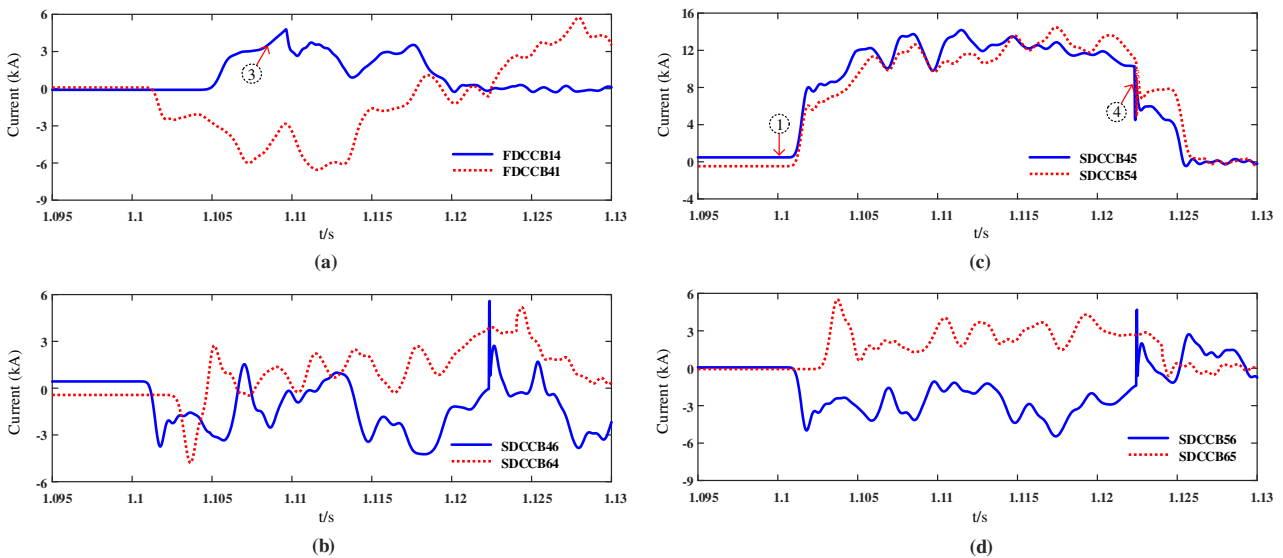 6
3
0
-3
-6
-9
Current (kA)
3
FDCCB14
FDCCB41
1.095
1.1
1.105
1.11
1.115
1.12
1.125
1.13
t/s
(a)
16
12
8
4
0
-4
Current (kA)
1
4
SDCCB45
SDCCB54
1.095
1.1
1.105
1.110
1.115
1.12
1.125
1.13
t/s
(c)
6
3
0
-3
-6
Current (kA)
SDCCB46
SDCCB64
1.095
1.1
1.105
1.11
1.115
1.12
1.125
1.13
t/s
(b)
6
3
0
-3
-6
-9
Current (kA)
SDCCB56
SDCCB65
1.095
1.1
1.105
1.110
1.115
1.12
1.125
1.13
t/s
(d)